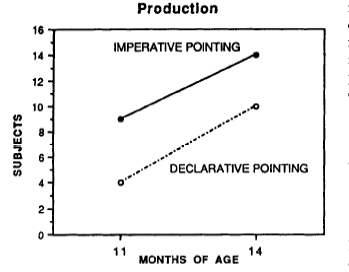 Production
16
14
12
10
8
6
4
2
0
SUBJECTS
IMPERATIVE POINTING
DECLARATIVE POINTING
11
14
MONTHS OF AGE